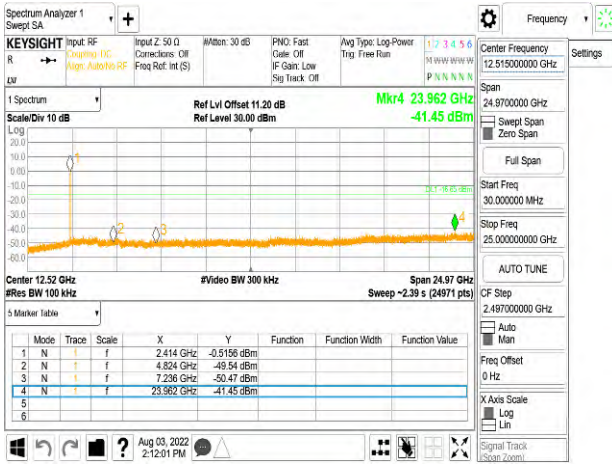 Spectrum Analyzer 1
Swept SA
+
Frequency
Settings
KEYSIGHT
R
Input: RF
Coupling: DC
Align: Auto/No RF
Input Z: 50 Ω
Corrections: Off
Freq Ref: Int (S)
#Atten: 30 dB
PNO: Fast
Gate: Off
IF Gain: Low
Sig Track: Off
Avg Type: Log-Power
Trig: Free Run
1 2 3 4 5 6
M W W W W W
P N N N N N
1 Spectrum
Scale/Div 10 dB
Ref Lvl Offset 11.20 dB
Ref Level 30.00 dBm
Mkr4 23.962 GHz
-41.45 dBm
Log
20.0
10.0
0.00
-10.0
-20.0
-30.0
-40.0
-50.0
-60.0
1
2
3
4
Center 12.52 GHz
#Res BW 100 kHz
#Video BW 300 kHz
Span 24.97 GHz
Sweep ~2.39 s (24971 pts)
5 Marker Table
Mode Trace Scale X Y Function Function Width Function Value
1 N 1 f 2.414 GHz -0.5156 dBm
2 N 1 f 4.824 GHz -49.54 dBm
3 N 1 f 7.236 GHz -50.47 dBm
4 N 1 f 23.962 GHz -41.45 dBm
5
6
Aug 03, 2022
2:12:01 PM
?
Center Frequency
12.515000000 GHz
Span
24.9700000 GHz
Swept Span
Zero Span
Full Span
Start Freq
30.000000 MHz
Stop Freq
25.000000000 GHz
AUTO TUNE
CF Step
2.497000000 GHz
Auto
Man
Freq Offset
0 Hz
X Axis Scale
Log
Lin
Signal Track
(Span Zoom)